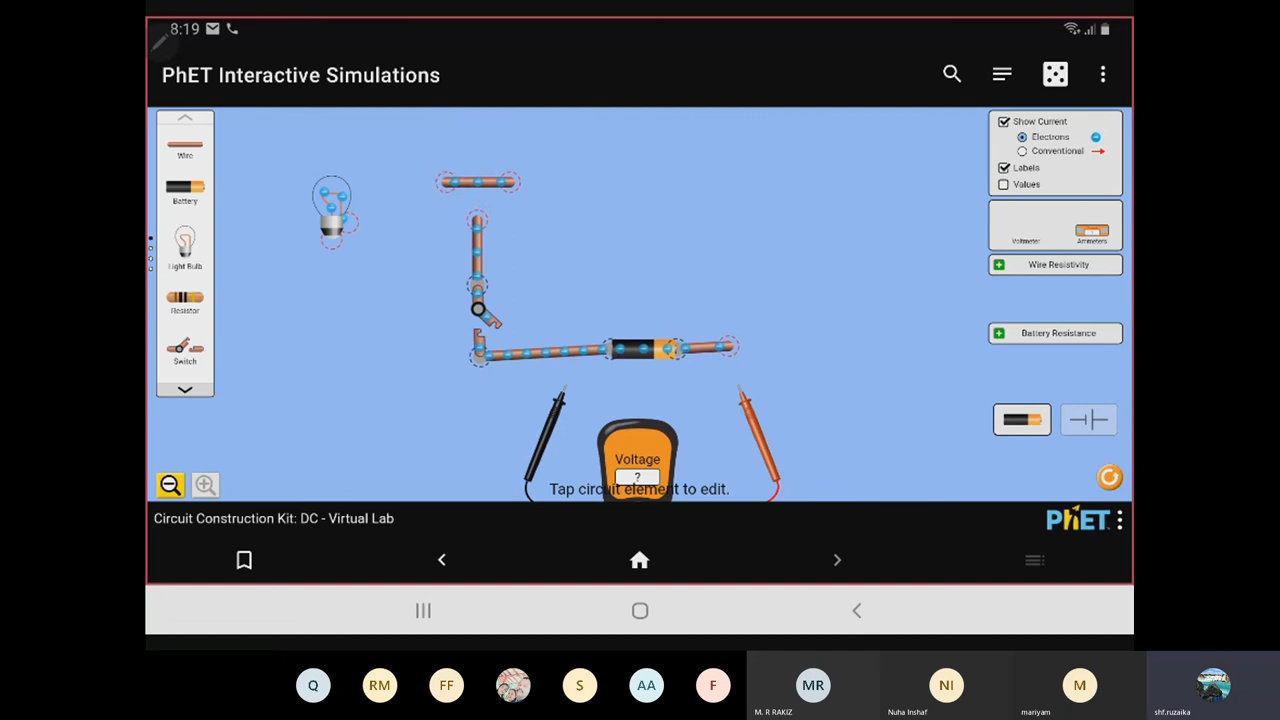 8:19
PhET Interactive Simulations
Wire
Battery
Light Bulb
Resistor
Switch
Show Current
Electrons
Conventional
Labels
Values
Voltmeter
Ammeters
Wire Resistivity
Battery Resistance
Voltage
?
Tap circuit element to edit.
Circuit Construction Kit: DC - Virtual Lab
PhET
Q
RM
FF
S
AA
F
MR
NI
M
M. R RAKIZ
Nuha Inshaf
mariyam
shf.ruzaika